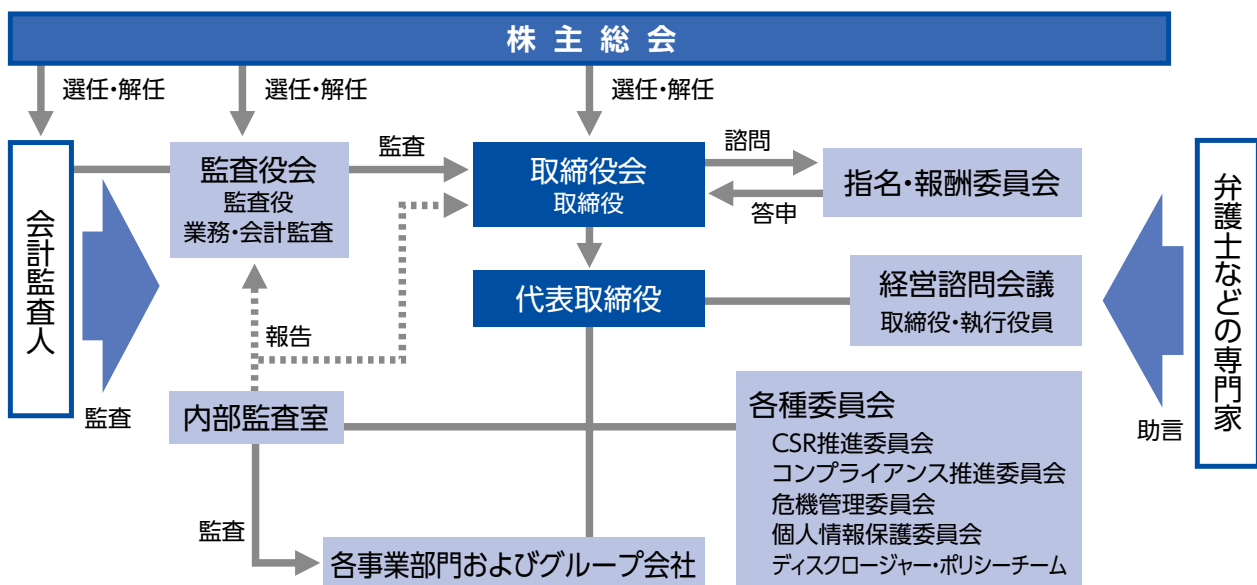 株主総会
選任・解任
選任・解任
選任・解任
会計監査人
監査
監査役会
監査役
業務・会計監査
監査
取締役会
取締役
諮問
答申
指名・報酬委員会
代表取締役
経営諮問会議
取締役・執行役員
弁護士などの専門家
助言
報告
内部監査室
監査
各事業部門およびグループ会社
各種委員会
CSR推進委員会
コンプライアンス推進委員会
危機管理委員会
個人情報保護委員会
ディスクロージャー・ポリシーチーム